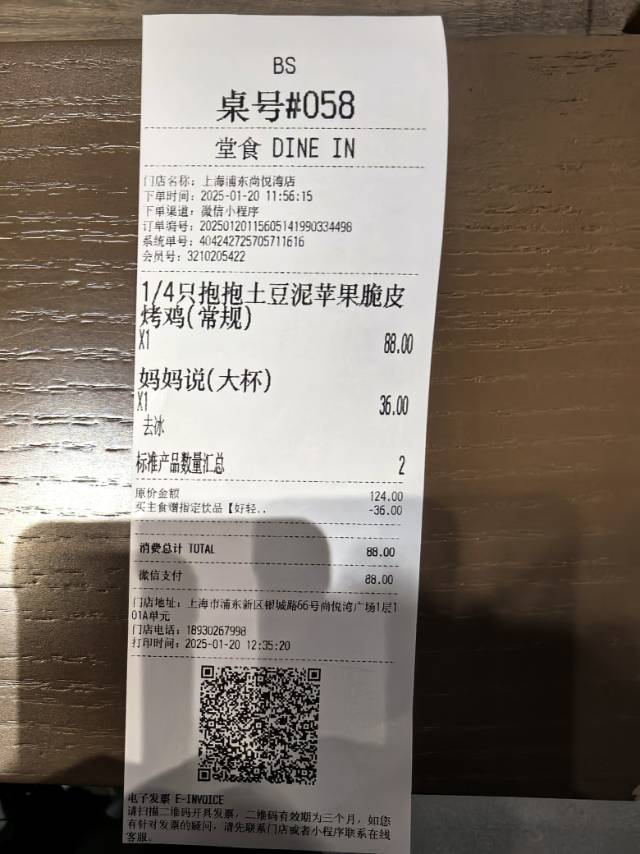 BS
桌号#058
堂食 DINE IN
门店名称: 上海浦东尚悦湾店
下单时间: 2025-01-20 11:56:15
下单渠道: 微信小程序
订单编号: 20250120115605141990334498
系统单号: 404242725705711616
会员号: 3210205422
1/4只抱抱土豆泥苹果脆皮
烤鸡(常规)
X1 88.00
妈妈说(大杯)
X1 36.00
去冰
标准产品数量汇总 2
原价金额 124.00
买主食赠指定饮品【好轻.. -36.00
消费总计 TOTAL 88.00
微信支付 88.00
门店地址: 上海市浦东新区银城路66号尚悦湾广场1层1
01A单元
门店电话: 18930267998
打印时间: 2025-01-20 12:35:20
电子发票 E-INVOICE
请扫描二维码开具发票，二维码有效期为三个月，如您
有针对发票的疑问，请先联系门店或者小程序联系在线
客服。